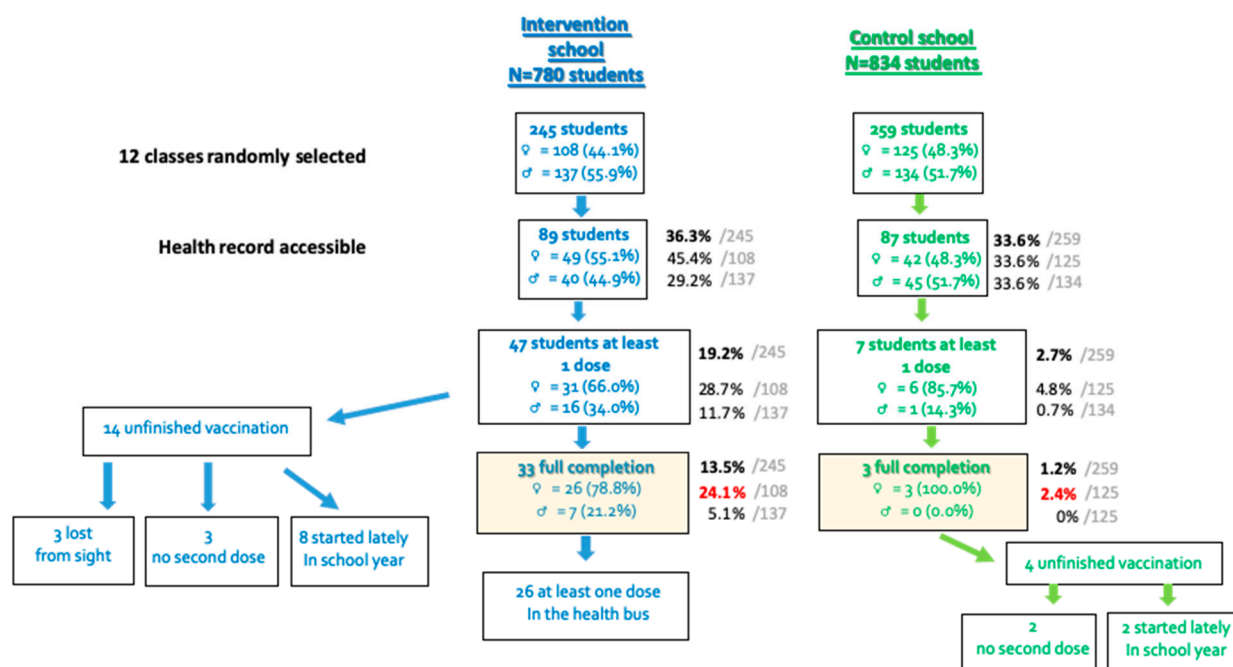 Intervention
school
N=780 students
Control school
N=834 students
12 classes randomly selected
245 students
♀ = 108 (44.1%)
♂ = 137 (55.9%)
259 students
♀ = 125 (48.3%)
♂ = 134 (51.7%)
Health record accessible
89 students
♀ = 49 (55.1%)
♂ = 40 (44.9%)
36.3% /245
45.4% /108
29.2% /137
87 students
♀ = 42 (48.3%)
♂ = 45 (51.7%)
33.6% /259
33.6% /125
33.6% /134
47 students at least
1 dose
♀ = 31 (66.0%)
♂ = 16 (34.0%)
19.2% /245
28.7% /108
11.7% /137
7 students at least
1 dose
♀ = 6 (85.7%)
♂ = 1 (14.3%)
2.7% /259
4.8% /125
0.7% /134
14 unfinished vaccination
33 full completion
♀ = 26 (78.8%)
♂ = 7 (21.2%)
13.5% /245
24.1% /108
5.1% /137
3 full completion
♀ = 3 (100.0%)
♂ = 0 (0.0%)
1.2% /259
2.4% /125
0% /125
3 lost
from sight
3
no second dose
8 started lately
In school year
26 at least one dose
In the health bus
4 unfinished vaccination
2
no second dose
2 started lately
In school year